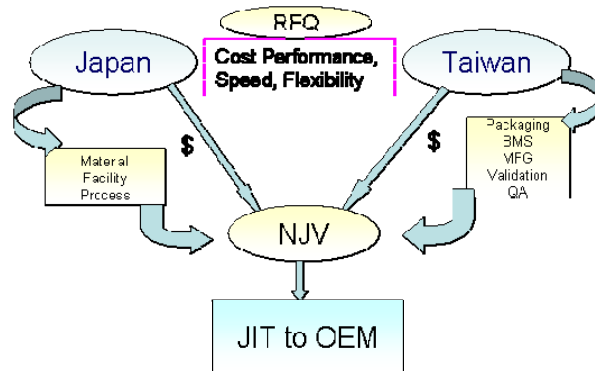 RFQ
Cost Performance,
Speed, Flexibility
Japan
Taiwan
$
$
Material
Facility
Process
Packaging
BMS
MFG
Validation
QA
NJV
JIT to OEM